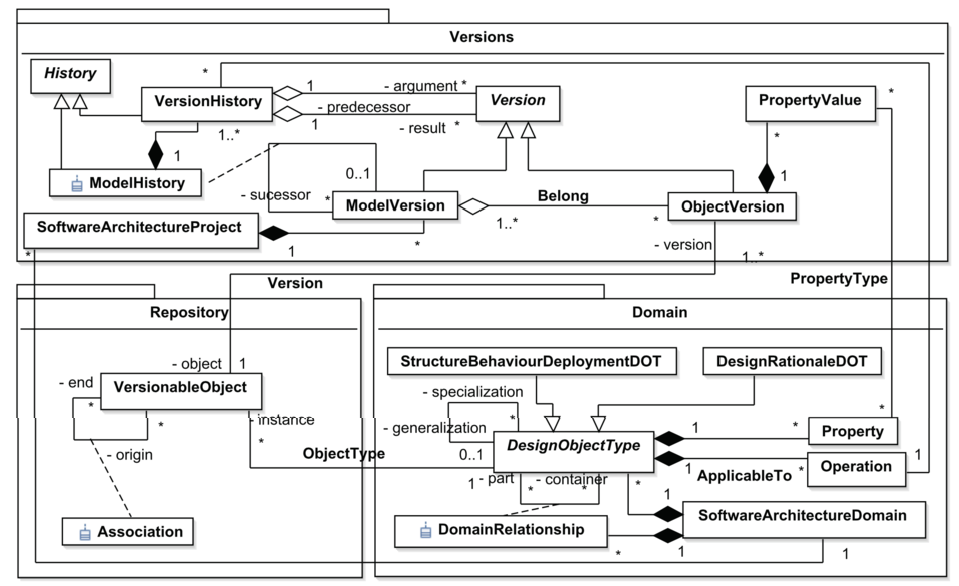 Versions
History
*
VersionHistory
1
- argument *
- predecessor
1
- result *
Version
PropertyValue
*
1..*
1
*
1
ModelHistory
0..1
- sucessor
*
ModelVersion
Belong
1..*
*
ObjectVersion
SoftwareArchitectureProject
1
*
- version
1..*
*
Version
PropertyType
Repository
Domain
- object
1
StructureBehaviourDeploymentDOT
DesignRationaleDOT
- end
VersionableObject
*
*
- origin
- instance
*
ObjectType
- specialization
*
- generalization
0..1
DesignObjectType
1
*
*
Property
1
ApplicableTo
*
Operation
1
1
- part
*
- container
*
*
1
SoftwareArchitectureDomain
Association
DomainRelationship
*
1
1